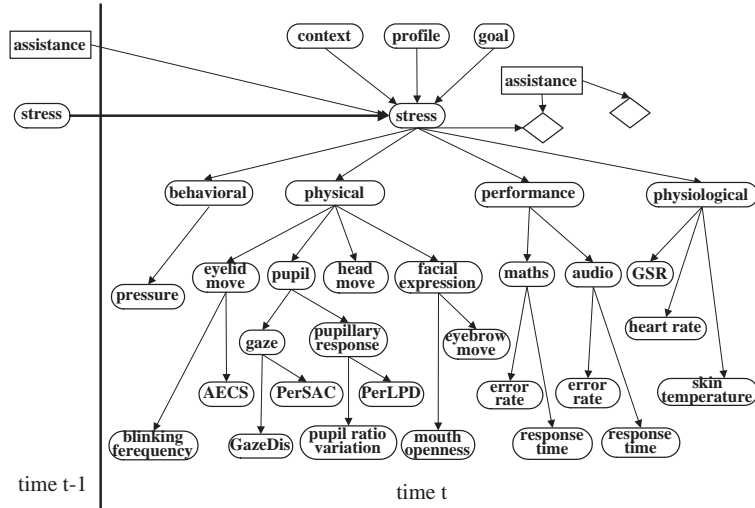 context
profile
goal
assistance
assistance
stress
stress
behavioral
physical
performance
physiological
eyelid
move
pupil
head
move
facial
expression
maths
audio
GSR
pressure
gaze
pupillary
response
eyebrow
move
heart rate
AECS
PerSAC
PerLPD
error
rate
error
rate
skin
temperature
blinking
ferequency
GazeDis
pupil ratio
variation
mouth
openness
response
time
response
time
time t-1
time t